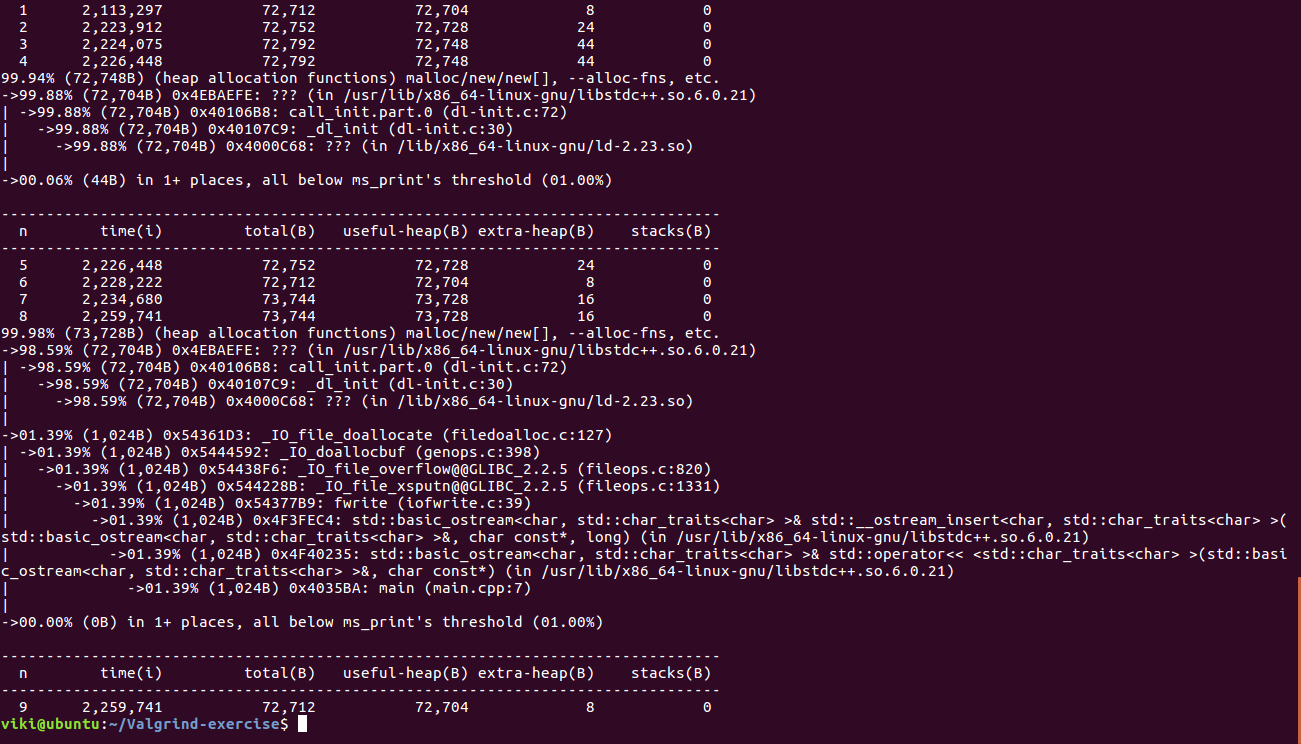 1      2,113,297           72,712           72,704             8            0
  2      2,223,912           72,752           72,728            24            0
  3      2,224,075           72,792           72,748            44            0
  4      2,226,448           72,792           72,748            44            0
99.94% (72,748B) (heap allocation functions) malloc/new/new[], --alloc-fns, etc.
->99.88% (72,704B) 0x4EBAEFE: ??? (in /usr/lib/x86_64-linux-gnu/libstdc++.so.6.0.21)
| ->99.88% (72,704B) 0x40106B8: call_init.part.0 (dl-init.c:72)
|   ->99.88% (72,704B) 0x40107C9: _dl_init (dl-init.c:30)
|     ->99.88% (72,704B) 0x4000C68: ??? (in /lib/x86_64-linux-gnu/ld-2.23.so)
|
->00.06% (44B) in 1+ places, all below ms_print's threshold (01.00%)
--------------------------------------------------------------------------------
  n        time(i)         total(B)   useful-heap(B) extra-heap(B)    stacks(B)
--------------------------------------------------------------------------------
  5      2,226,448           72,752           72,728            24            0
  6      2,228,222           72,712           72,704             8            0
  7      2,234,680           73,744           73,728            16            0
  8      2,259,741           73,744           73,728            16            0
99.98% (73,728B) (heap allocation functions) malloc/new/new[], --alloc-fns, etc.
->98.59% (72,704B) 0x4EBAEFE: ??? (in /usr/lib/x86_64-linux-gnu/libstdc++.so.6.0.21)
| ->98.59% (72,704B) 0x40106B8: call_init.part.0 (dl-init.c:72)
|   ->98.59% (72,704B) 0x40107C9: _dl_init (dl-init.c:30)
|     ->98.59% (72,704B) 0x4000C68: ??? (in /lib/x86_64-linux-gnu/ld-2.23.so)
|
->01.39% (1,024B) 0x54361D3: _IO_file_doallocate (filedoalloc.c:127)
| ->01.39% (1,024B) 0x5444592: _IO_doallocbuf (genops.c:398)
|   ->01.39% (1,024B) 0x54438F6: _IO_file_overflow@@GLIBC_2.2.5 (fileops.c:820)
|     ->01.39% (1,024B) 0x544228B: _IO_file_xsputn@@GLIBC_2.2.5 (fileops.c:1331)
|       ->01.39% (1,024B) 0x54377B9: fwrite (iofwrite.c:39)
|         ->01.39% (1,024B) 0x4F3FEC4: std::basic_ostream<char, std::char_traits<char> >& std::__ostream_insert<char, std::char_traits<char> >(
std::basic_ostream<char, std::char_traits<char> >&, char const*, long) (in /usr/lib/x86_64-linux-gnu/libstdc++.so.6.0.21)
|           ->01.39% (1,024B) 0x4F40235: std::basic_ostream<char, std::char_traits<char> >& std::operator<< <std::char_traits<char> >(std::basi
c_ostream<char, std::char_traits<char> >&, char const*) (in /usr/lib/x86_64-linux-gnu/libstdc++.so.6.0.21)
|             ->01.39% (1,024B) 0x4035BA: main (main.cpp:7)
|
->00.00% (0B) in 1+ places, all below ms_print's threshold (01.00%)
--------------------------------------------------------------------------------
  n        time(i)         total(B)   useful-heap(B) extra-heap(B)    stacks(B)
--------------------------------------------------------------------------------
  9      2,259,741           72,712           72,704             8            0
viki@ubuntu:~/Valgrind-exercise$